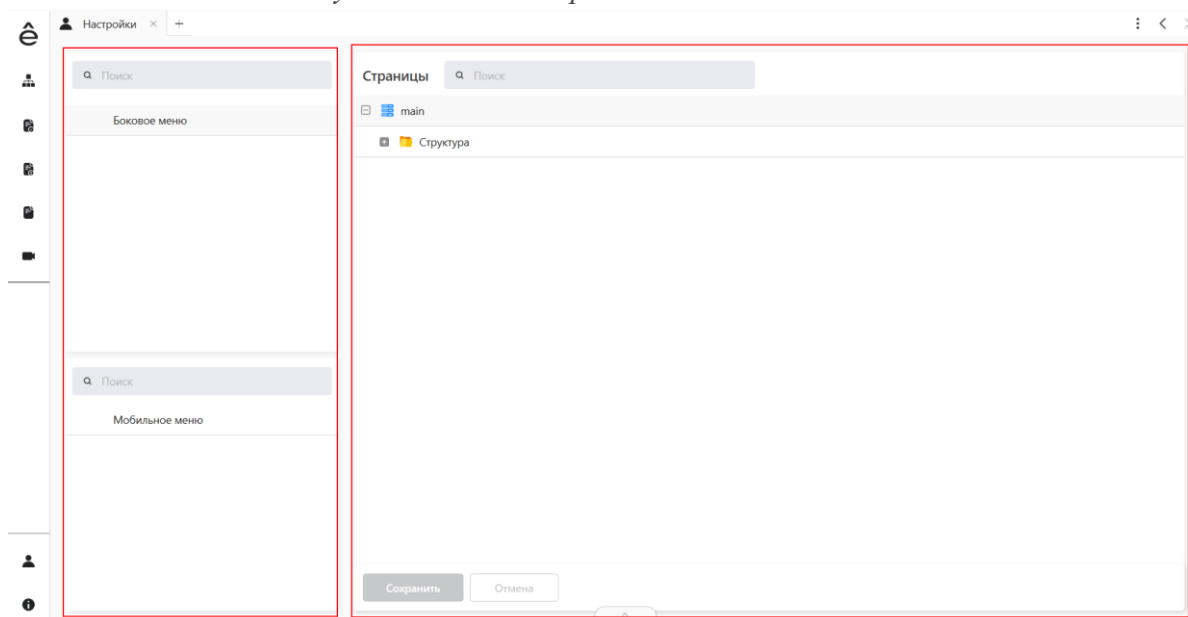 Настройки
Поиск
Боковое меню
Поиск
Мобильное меню
Страницы Поиск
main
Структура
Сохранить Отмена